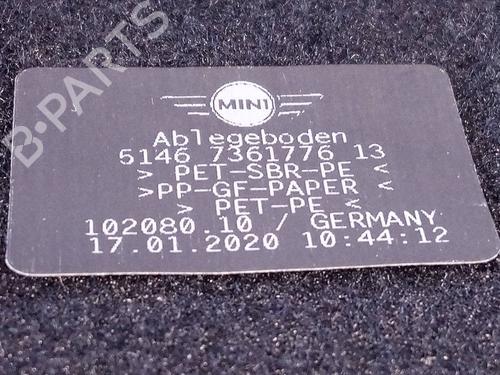 B-PARTS
MINI
Ablegeboden
5146 7361776 13
> PET-SBR-PE <
>PP-GF-PAPER <
> PET-PE <
102080.10 / GERMANY
17.01.2020 10:44:12